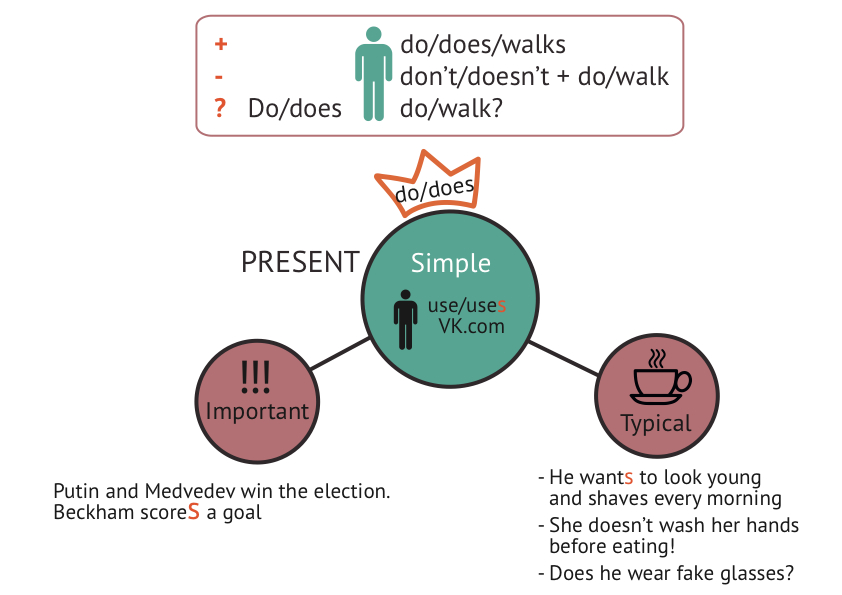 + do/does/walks
- don't/doesn't + do/walk
? Do/does do/walk?
do/does
PRESENT
Simple
use/uses
VK.com
!!!
Important
Typical
Putin and Medvedev win the election.
Beckham scoreS a goal
- He wants to look young
and shaves every morning
- She doesn't wash her hands
before eating!
- Does he wear fake glasses?